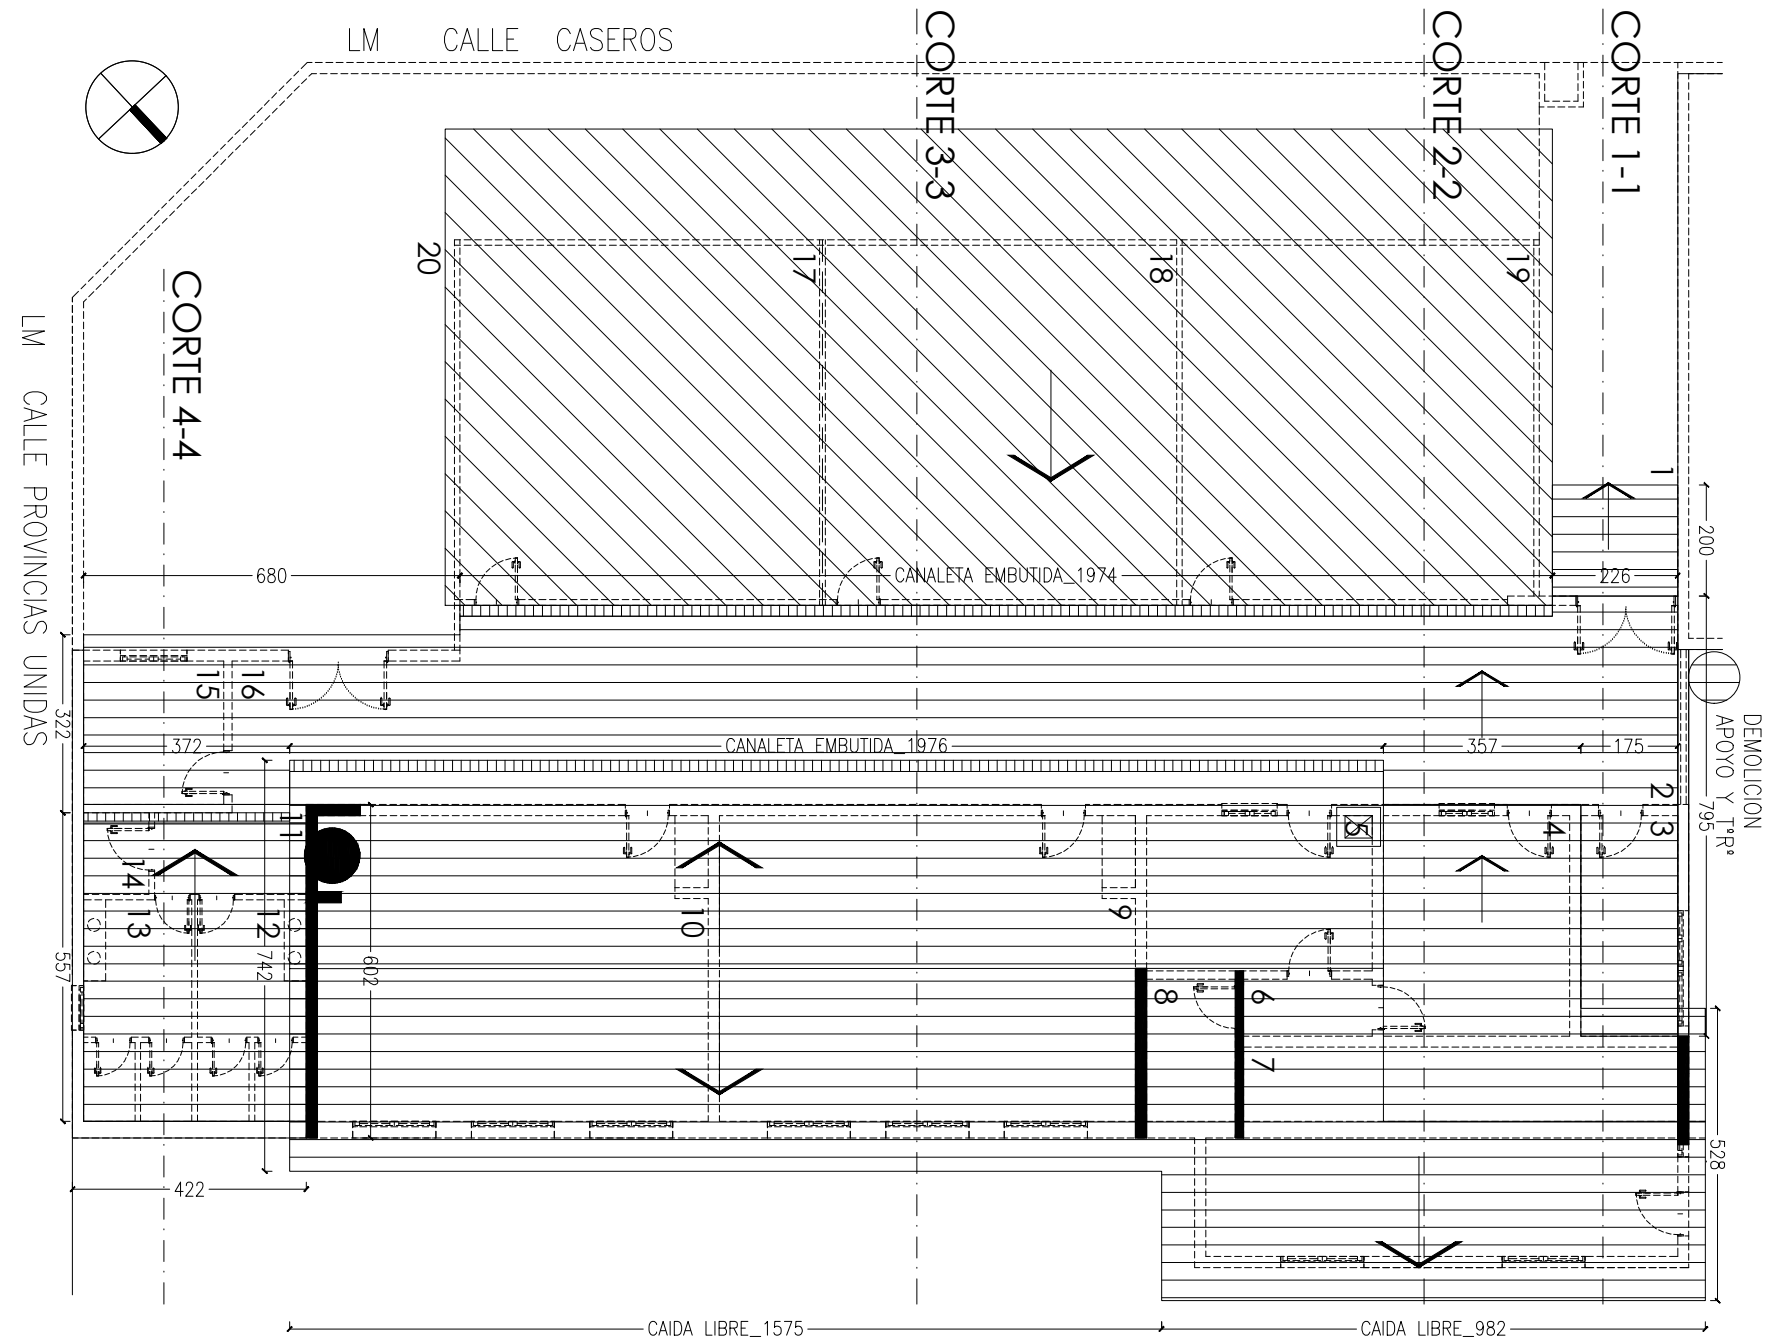 LM CALLE CASEROS
CORTE 3-3
CORTE 2-2
CORTE 1-1
CORTE 4-4
LM CALLE PROVINCIAS UNIDAS
20
17
18
19
1
200
680
CANALETA EMBUTIDA_1974
226
15
16
322
372
CANALETA EMBUTIDA_1976
357
175
DEMOLICION
APOYO Y TºRº
2
3
795
4
5
11
14
13
12
10
9
557
742
602
8
6
7
528
422
CAIDA LIBRE_1575
CAIDA LIBRE_982